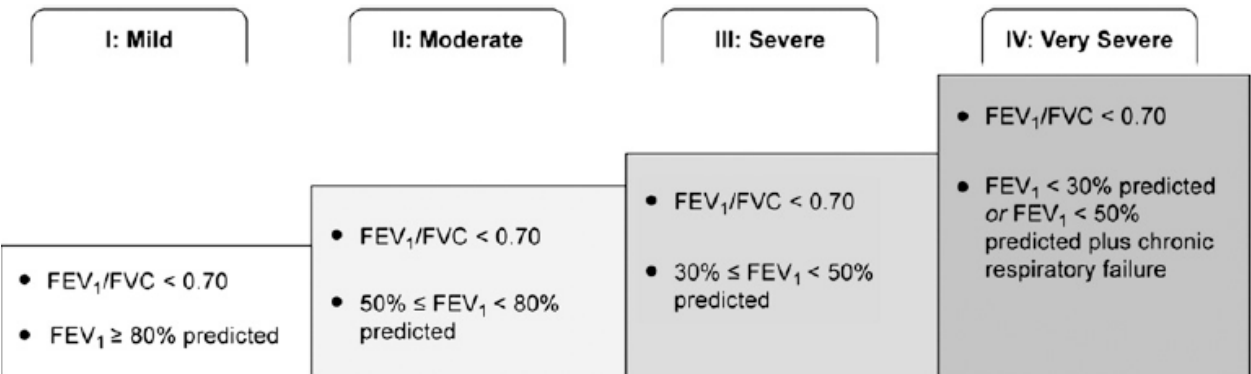 I: Mild
II: Moderate
III: Severe
IV: Very Severe
• FEV₁/FVC < 0.70
• FEV₁ ≥ 80% predicted
• FEV₁/FVC < 0.70
• 50% ≤ FEV₁ < 80%
predicted
• FEV₁/FVC < 0.70
• 30% ≤ FEV₁ < 50%
predicted
• FEV₁/FVC < 0.70
• FEV₁ < 30% predicted
or FEV₁ < 50%
predicted plus chronic
respiratory failure